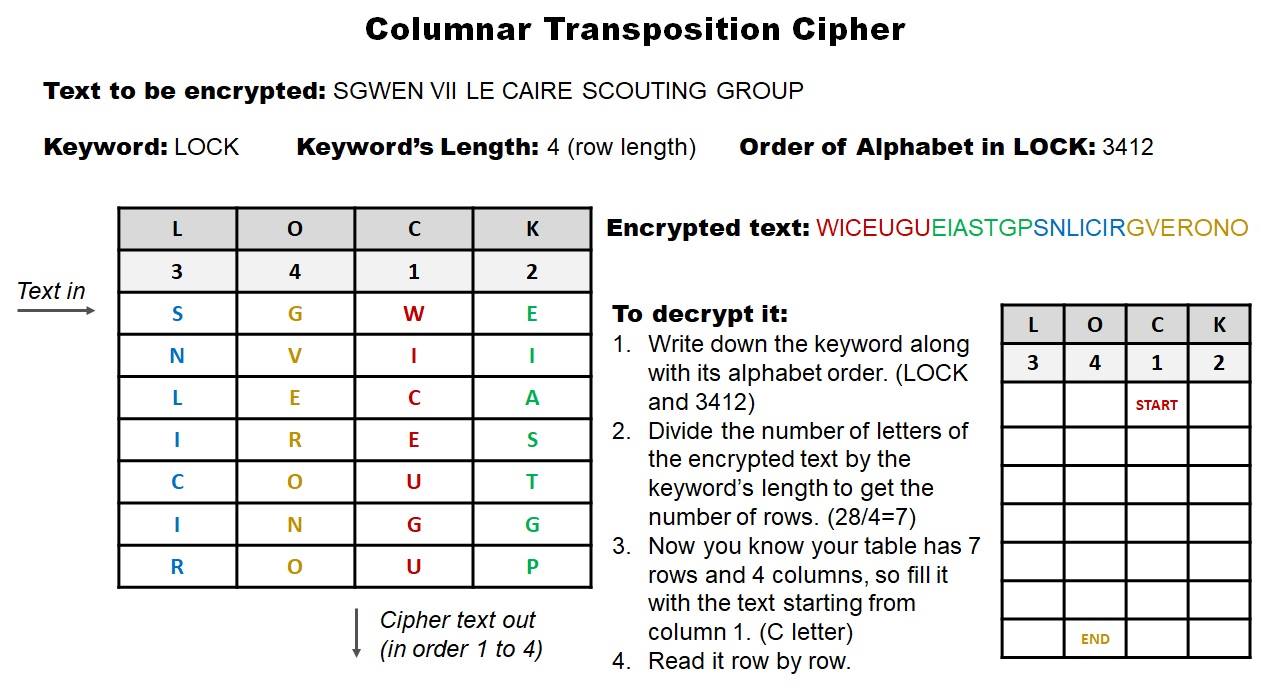 Columnar Transposition Cipher
Text to be encrypted: SGWEN VII LE CAIRE SCOUTING GROUP
Keyword: LOCK Keyword's Length: 4 (row length) Order of Alphabet in LOCK: 3412
Text in
L O C K
3 4 1 2
S G W E
N V I I
L E C A
I R E S
C O U T
I N G G
R O U P
Cipher text out
(in order 1 to 4)
Encrypted text: WICEUGUEIASTGPSNLICIRGVERONO
To decrypt it:
1. Write down the keyword along
with its alphabet order. (LOCK
and 3412)
2. Divide the number of letters of
the encrypted text by the
keyword's length to get the
number of rows. (28/4=7)
3. Now you know your table has 7
rows and 4 columns, so fill it
with the text starting from
column 1. (C letter)
4. Read it row by row.
L O C K
3 4 1 2
START
END